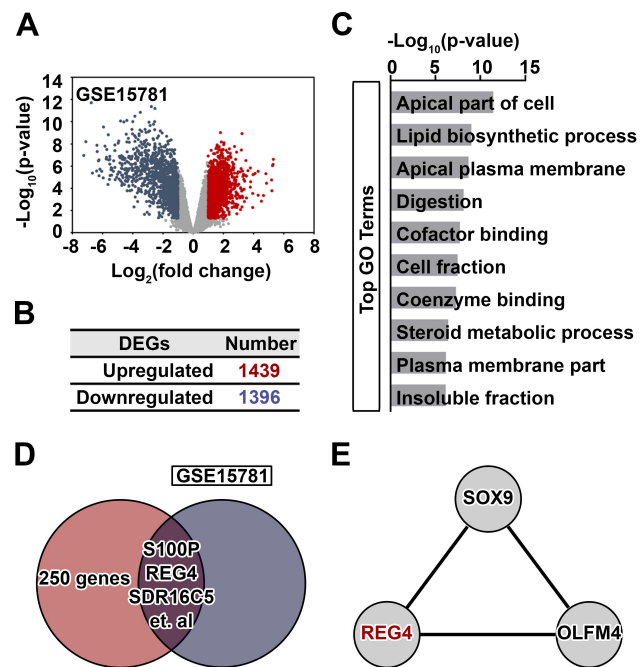 A
GSE15781
-Log10(p-value)
14
12
10
8
6
4
2
0
-8 -6 -4 -2 0 2 4 6 8
Log2(fold change)
B
DEGs Number
Upregulated 1439
Downregulated 1396
C
-Log10(p-value)
0 5 10 15
Top GO Terms
Apical part of cell
Lipid biosynthetic process
Apical plasma membrane
Digestion
Cofactor binding
Cell fraction
Coenzyme binding
Steroid metabolic process
Plasma membrane part
Insoluble fraction
D
GSE15781
250 genes
S100P
REG4
SDR16C5
et. al
E
SOX9
REG4
OLFM4